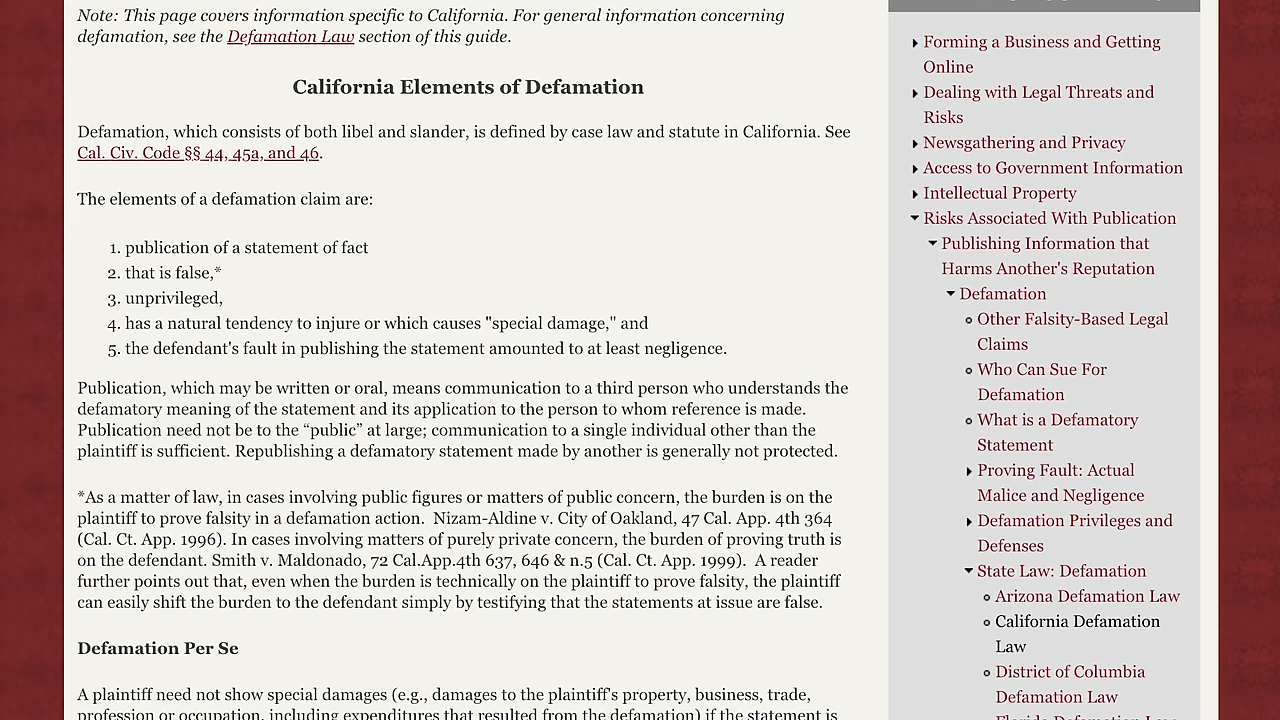 Note: This page covers information specific to California. For general information concerning
defamation, see the Defamation Law section of this guide.
California Elements of Defamation
Defamation, which consists of both libel and slander, is defined by case law and statute in California. See
Cal. Civ. Code §§ 44, 45a, and 46.
The elements of a defamation claim are:
1. publication of a statement of fact
2. that is false,*
3. unprivileged,
4. has a natural tendency to injure or which causes "special damage," and
5. the defendant's fault in publishing the statement amounted to at least negligence.
Publication, which may be written or oral, means communication to a third person who understands the
defamatory meaning of the statement and its application to the person to whom reference is made.
Publication need not be to the “public” at large; communication to a single individual other than the
plaintiff is sufficient. Republishing a defamatory statement made by another is generally not protected.
*As a matter of law, in cases involving public figures or matters of public concern, the burden is on the
plaintiff to prove falsity in a defamation action.  Nizam-Aldine v. City of Oakland, 47 Cal. App. 4th 364
(Cal. Ct. App. 1996). In cases involving matters of purely private concern, the burden of proving truth is
on the defendant. Smith v. Maldonado, 72 Cal.App.4th 637, 646 & n.5 (Cal. Ct. App. 1999).  A reader
further points out that, even when the burden is technically on the plaintiff to prove falsity, the plaintiff
can easily shift the burden to the defendant simply by testifying that the statements at issue are false.
Defamation Per Se
A plaintiff need not show special damages (e.g., damages to the plaintiff's property, business, trade,
profession or occupation, including expenditures that resulted from the defamation) if the statement is
Forming a Business and Getting
Online
Dealing with Legal Threats and
Risks
Newsgathering and Privacy
Access to Government Information
Intellectual Property
Risks Associated With Publication
Publishing Information that
Harms Another's Reputation
Defamation
Other Falsity-Based Legal
Claims
Who Can Sue For
Defamation
What is a Defamatory
Statement
Proving Fault: Actual
Malice and Negligence
Defamation Privileges and
Defenses
State Law: Defamation
Arizona Defamation Law
California Defamation
Law
District of Columbia
Defamation Law
Florida Defamation Law